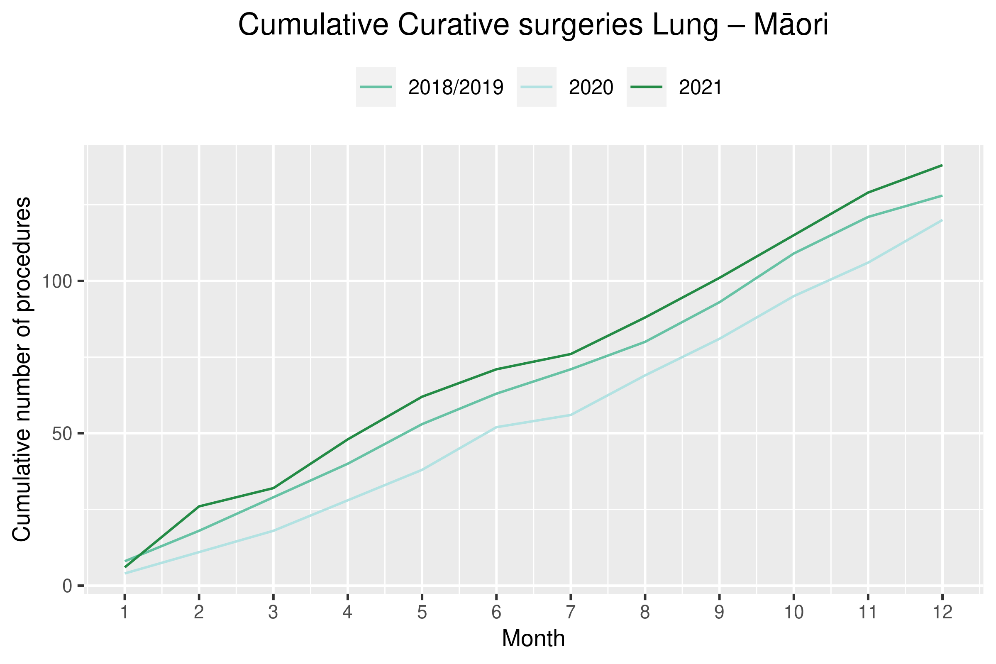 Cumulative Curative surgeries Lung – Māori
2018/2019 2020 2021
Cumulative number of procedures
100
50
0
1 2 3 4 5 6 7 8 9 10 11 12
Month